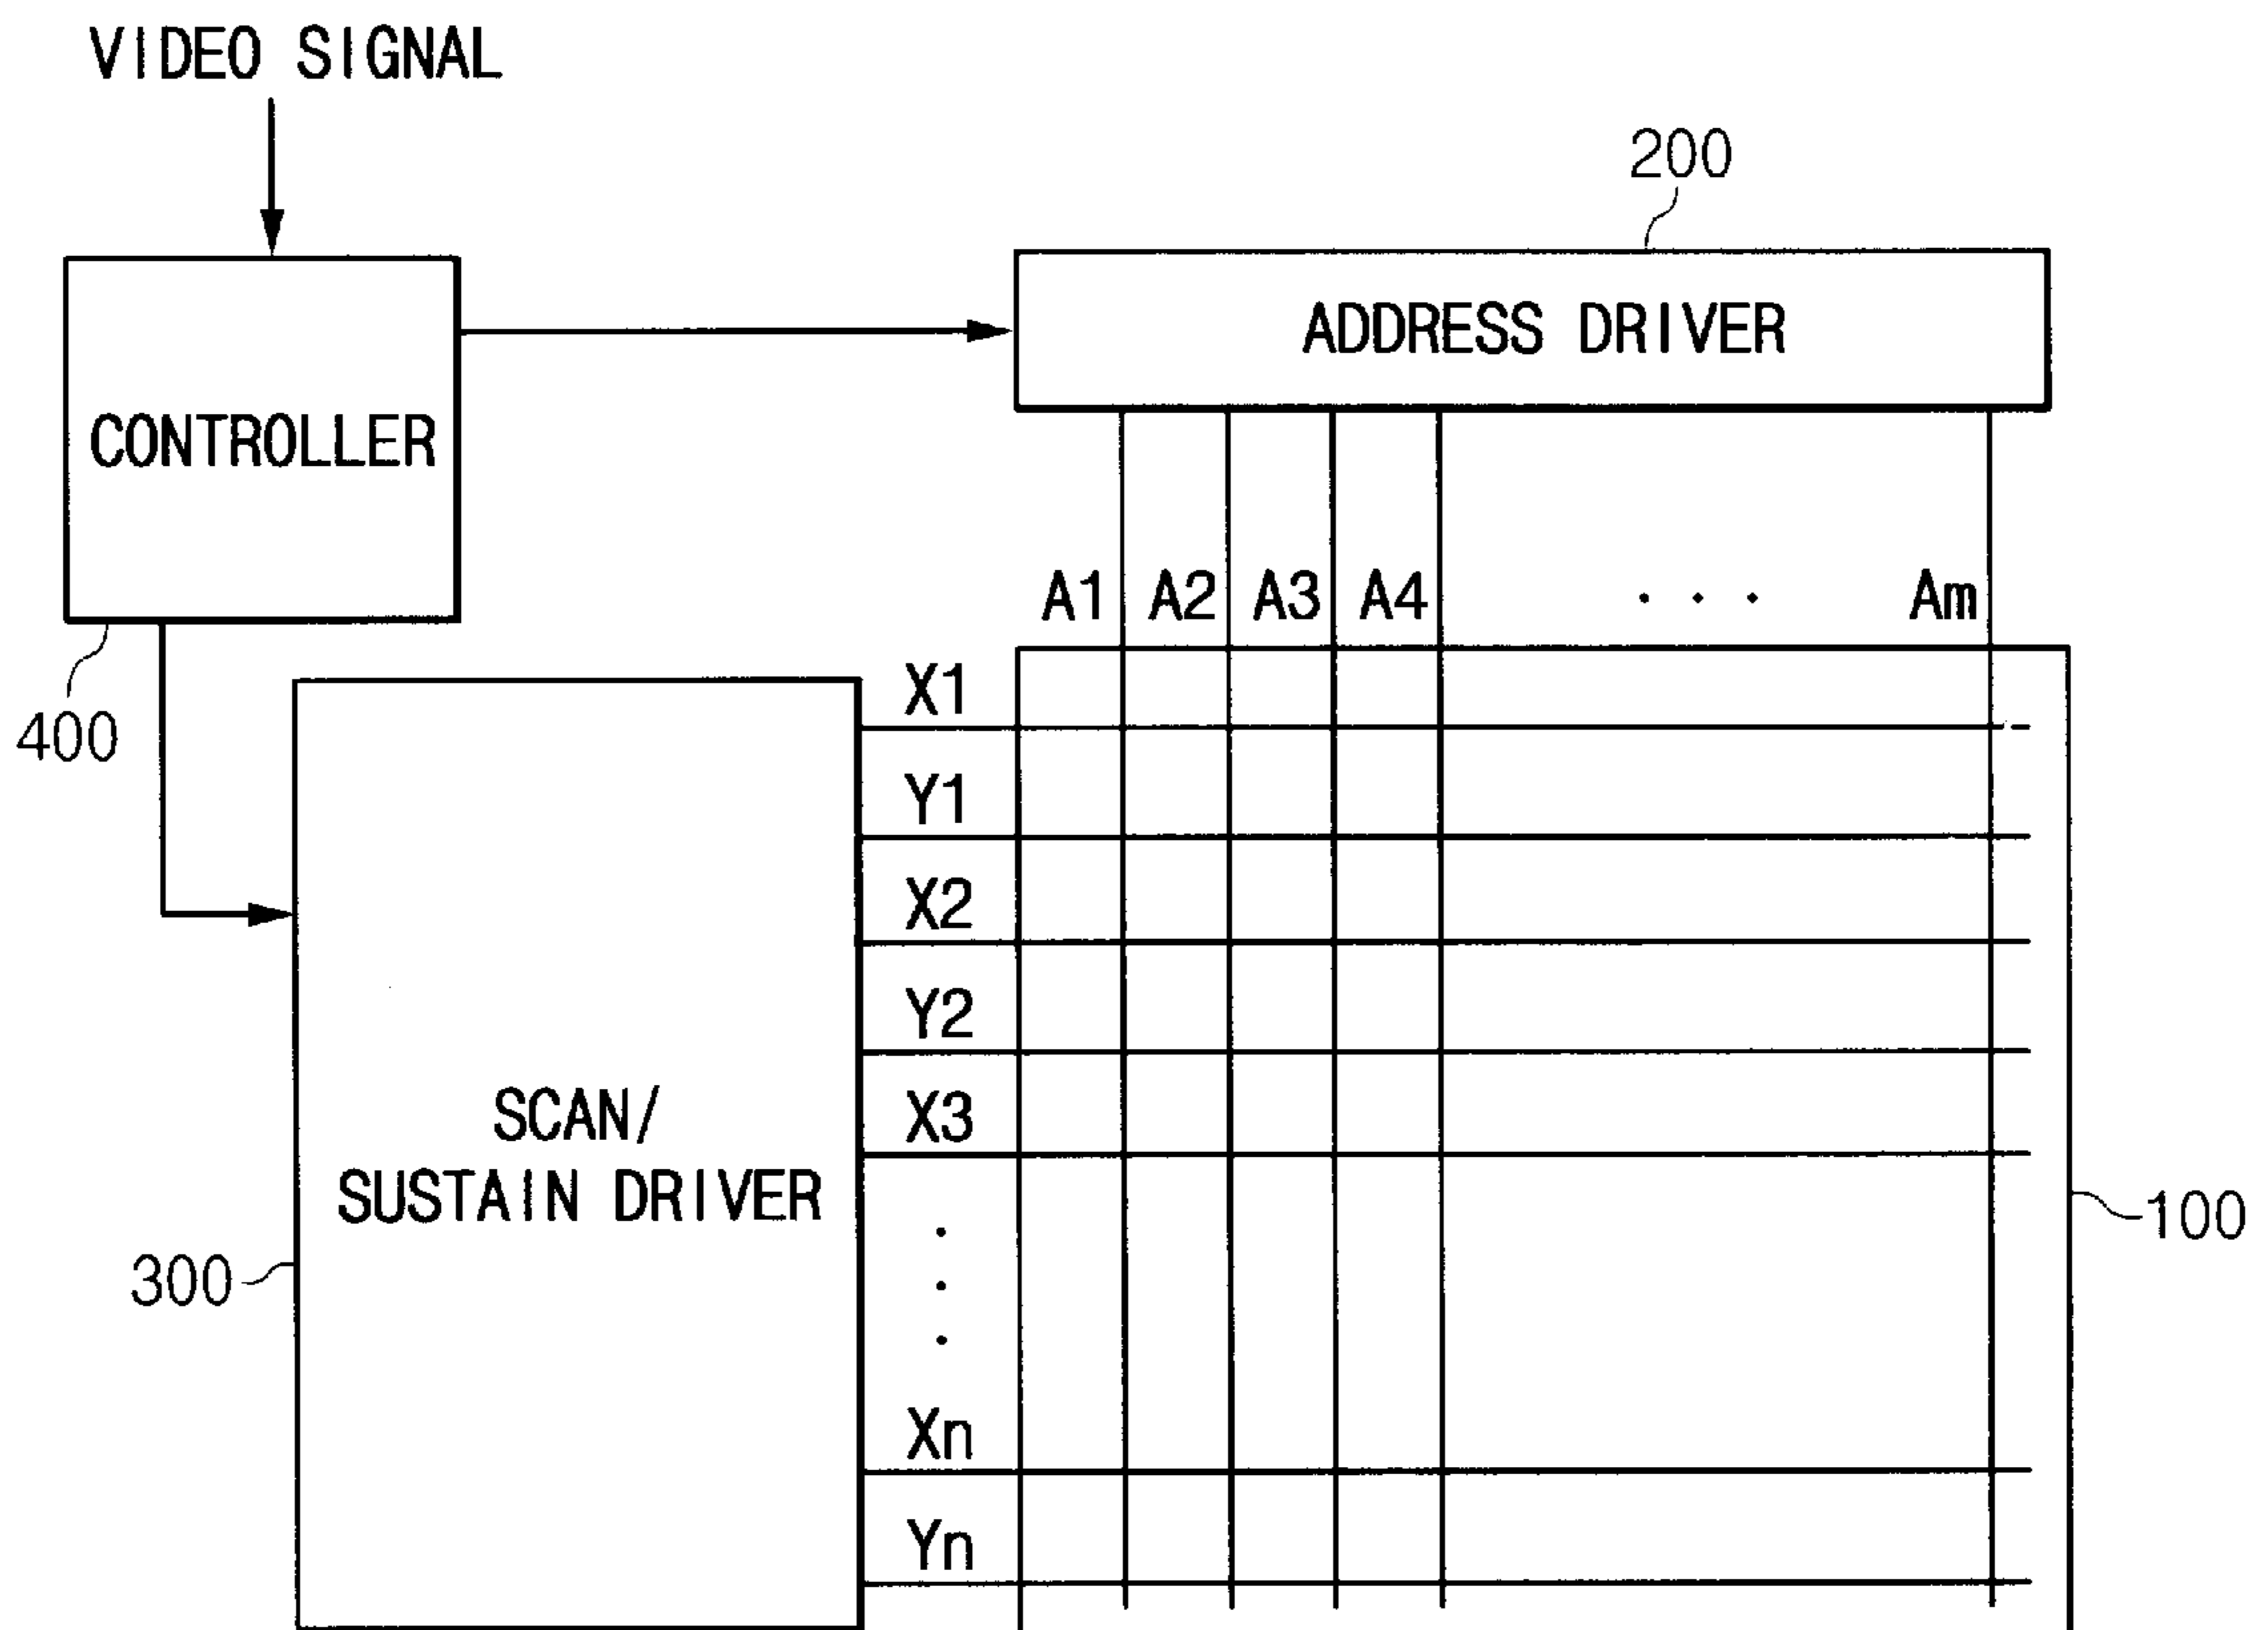 VIDEO SIGNAL
200
ADDRESS DRIVER
CONTROLLER
A1 A2 A3 A4 . . . Am
400
X1
Y1
X2
Y2
X3
SCAN/
SUSTAIN DRIVER
100
300
.
.
.
Xn
Yn